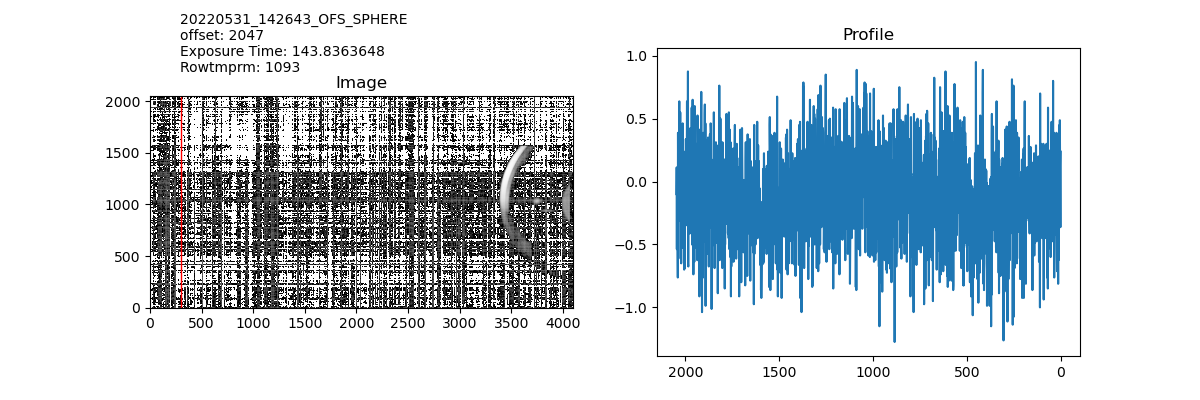 20220531_142643_OFS_SPHERE
offset: 2047
Exposure Time: 143.8363648
Rowtmprm: 1093
Image
2000
1500
1000
500
0
0 500 1000 1500 2000 2500 3000 3500 4000
Profile
1.0
0.5
0.0
−0.5
−1.0
2000 1500 1000 500 0